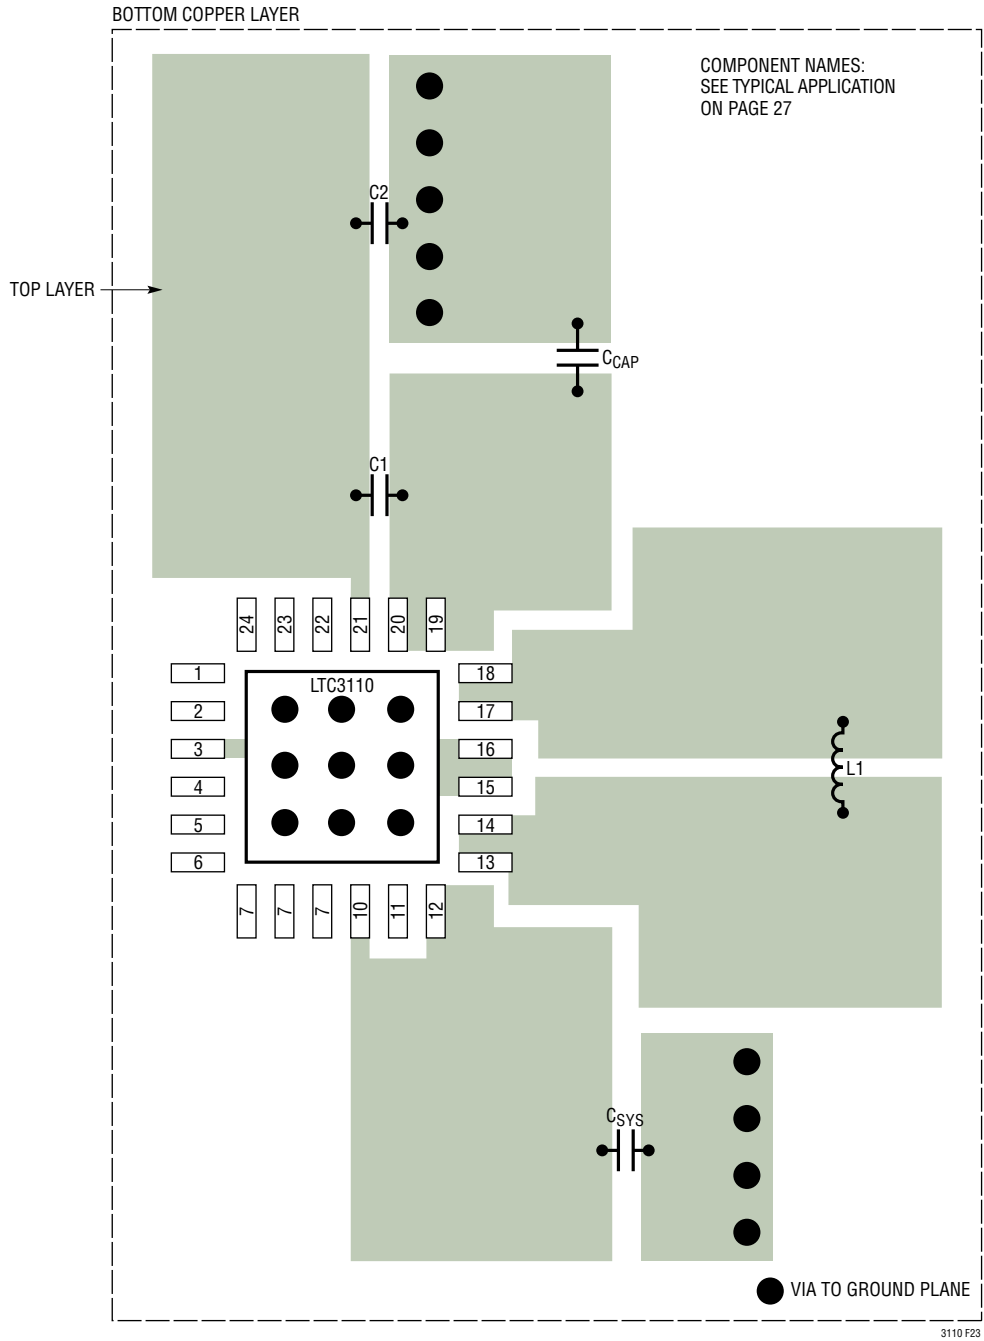 BOTTOM COPPER LAYER
COMPONENT NAMES:
SEE TYPICAL APPLICATION
ON PAGE 27
C2
TOP LAYER
CCAP
C1
24
23
22
21
20
19
1
LTC3110
18
2
17
3
16
4
15
5
14
6
13
L1
7
7
7
10
11
12
CSYS
VIA TO GROUND PLANE
3110 F23